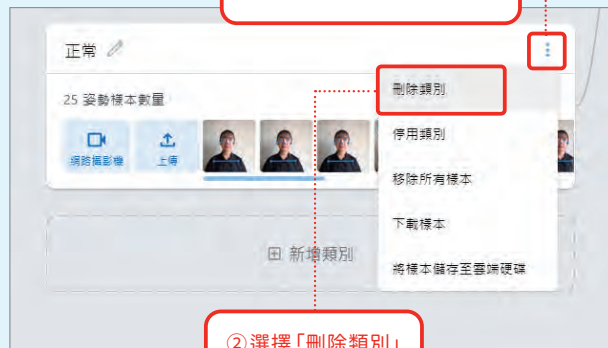 正常
刪除類別
25 姿勢樣本數量
停用類別
網路攝影機
上傳
移除所有樣本
下載樣本
新增類別
將樣本儲存至雲端硬碟
②選擇「刪除類別」